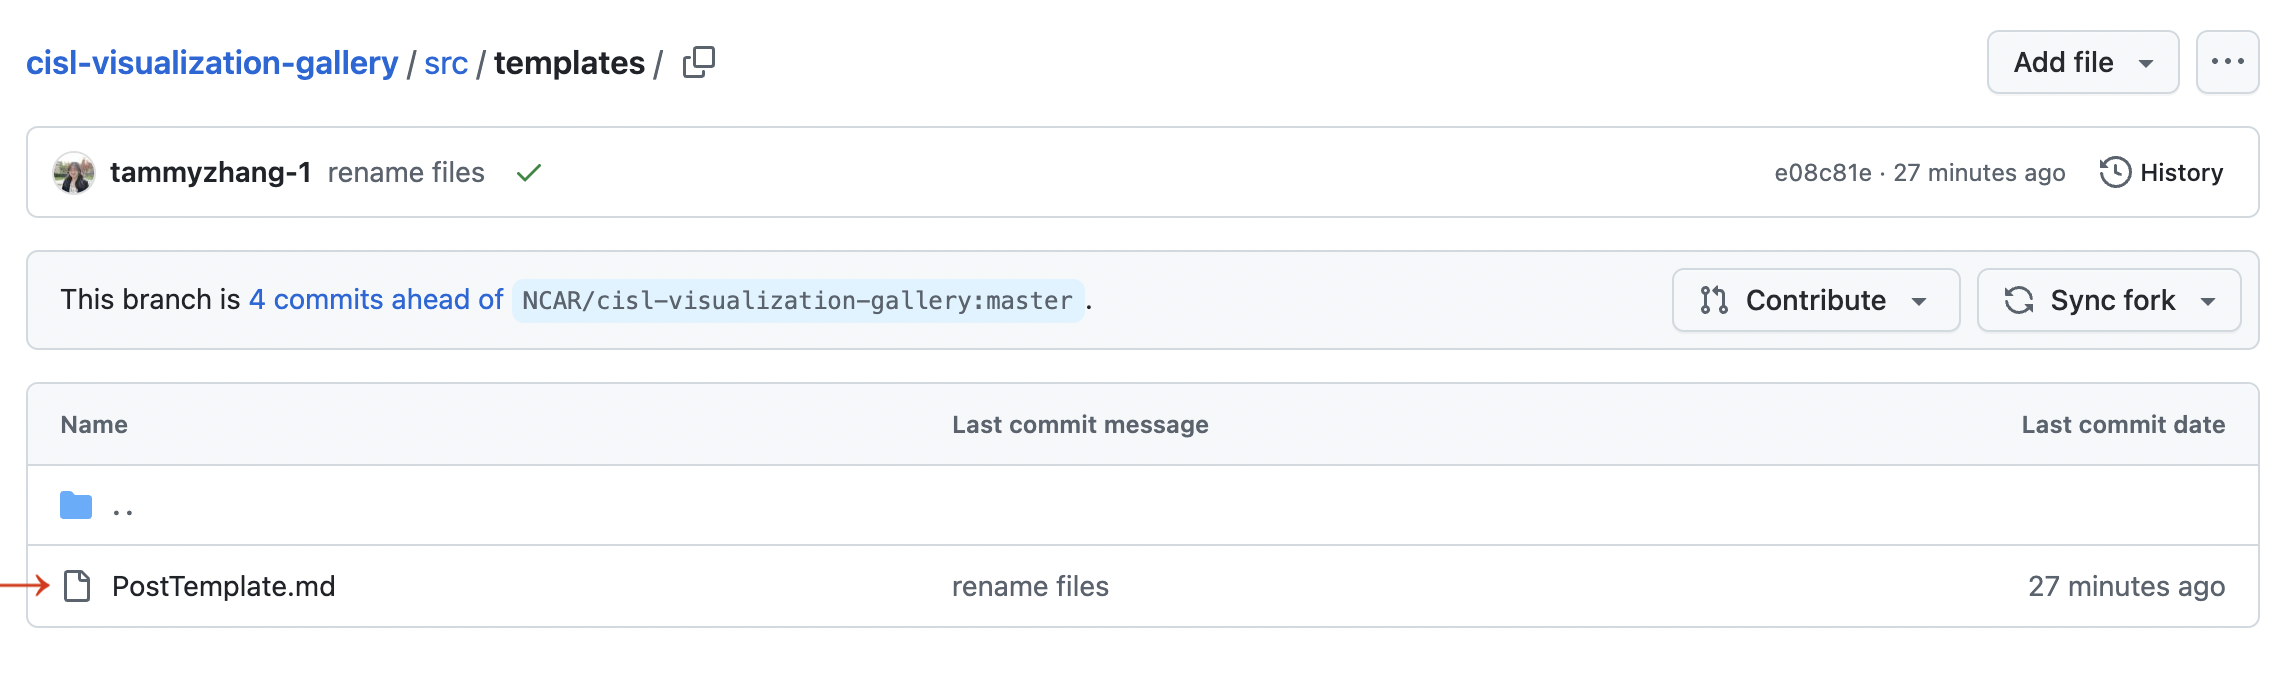 cisl-visualization-gallery / src / templates /
Add file
tammyzhang-1 rename files
e08c81e · 27 minutes ago
History
This branch is 4 commits ahead of NCAR/cisl-visualization-gallery:master .
Contribute
Sync fork
Name Last commit message Last commit date
..
PostTemplate.md rename files 27 minutes ago